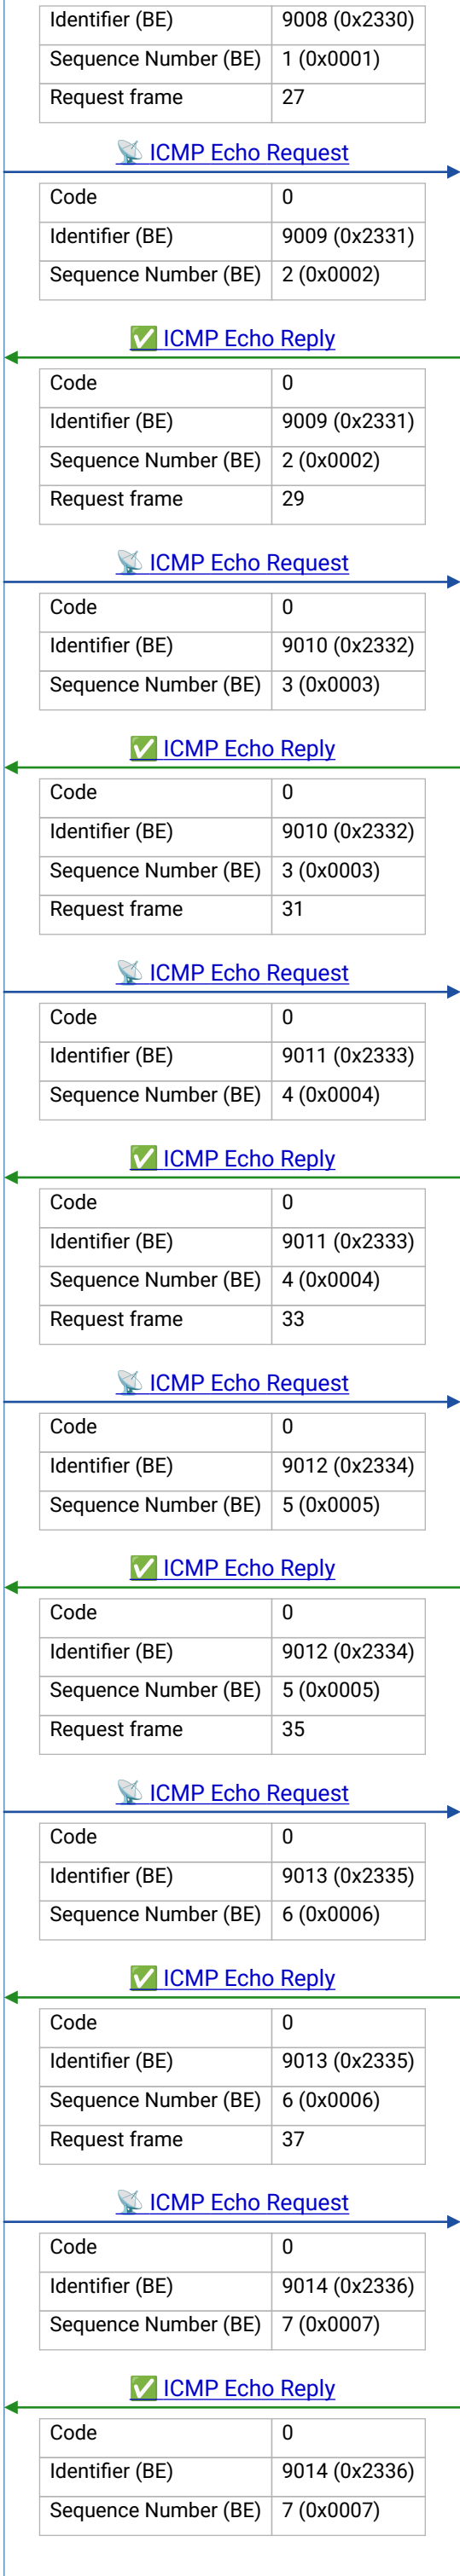 Identifier (BE) 9008 (0x2330)
Sequence Number (BE) 1 (0x0001)
Request frame 27
ICMP Echo Request
Code 0
Identifier (BE) 9009 (0x2331)
Sequence Number (BE) 2 (0x0002)
ICMP Echo Reply
Code 0
Identifier (BE) 9009 (0x2331)
Sequence Number (BE) 2 (0x0002)
Request frame 29
ICMP Echo Request
Code 0
Identifier (BE) 9010 (0x2332)
Sequence Number (BE) 3 (0x0003)
ICMP Echo Reply
Code 0
Identifier (BE) 9010 (0x2332)
Sequence Number (BE) 3 (0x0003)
Request frame 31
ICMP Echo Request
Code 0
Identifier (BE) 9011 (0x2333)
Sequence Number (BE) 4 (0x0004)
ICMP Echo Reply
Code 0
Identifier (BE) 9011 (0x2333)
Sequence Number (BE) 4 (0x0004)
Request frame 33
ICMP Echo Request
Code 0
Identifier (BE) 9012 (0x2334)
Sequence Number (BE) 5 (0x0005)
ICMP Echo Reply
Code 0
Identifier (BE) 9012 (0x2334)
Sequence Number (BE) 5 (0x0005)
Request frame 35
ICMP Echo Request
Code 0
Identifier (BE) 9013 (0x2335)
Sequence Number (BE) 6 (0x0006)
ICMP Echo Reply
Code 0
Identifier (BE) 9013 (0x2335)
Sequence Number (BE) 6 (0x0006)
Request frame 37
ICMP Echo Request
Code 0
Identifier (BE) 9014 (0x2336)
Sequence Number (BE) 7 (0x0007)
ICMP Echo Reply
Code 0
Identifier (BE) 9014 (0x2336)
Sequence Number (BE) 7 (0x0007)